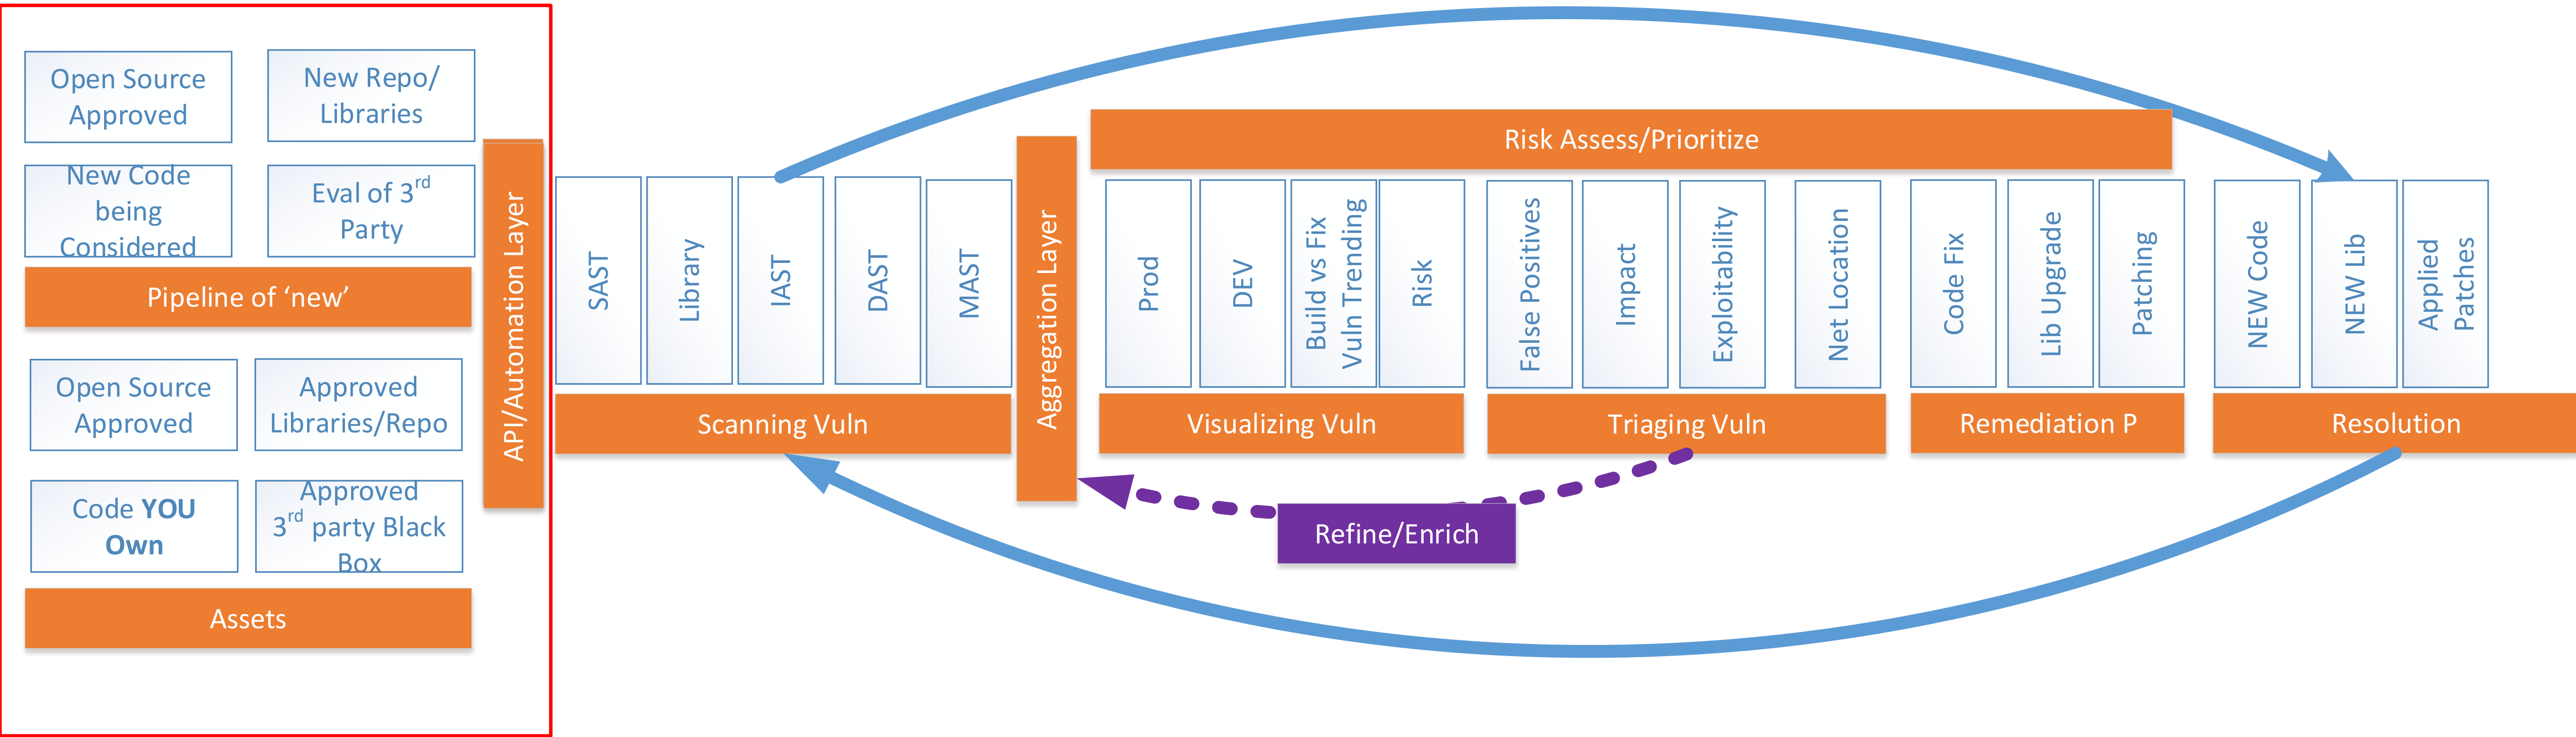 Open Source
Approved
New Repo/
Libraries
New Code
being
Considered
Eval of 3rd
Party
Pipeline of ‘new’
Open Source
Approved
Approved
Libraries/Repo
Code YOU
Own
Approved
3rd party Black
Box
Assets
API/Automation Layer
SAST
Library
IAST
DAST
MAST
Scanning Vuln
Aggregation Layer
Risk Assess/Prioritize
Prod
DEV
Build vs Fix
Vuln Trending
Risk
Visualizing Vuln
False Positives
Impact
Exploitability
Net Location
Triaging Vuln
Code Fix
Lib Upgrade
Patching
Remediation P
NEW Code
NEW Lib
Applied
Patches
Resolution
Refine/Enrich